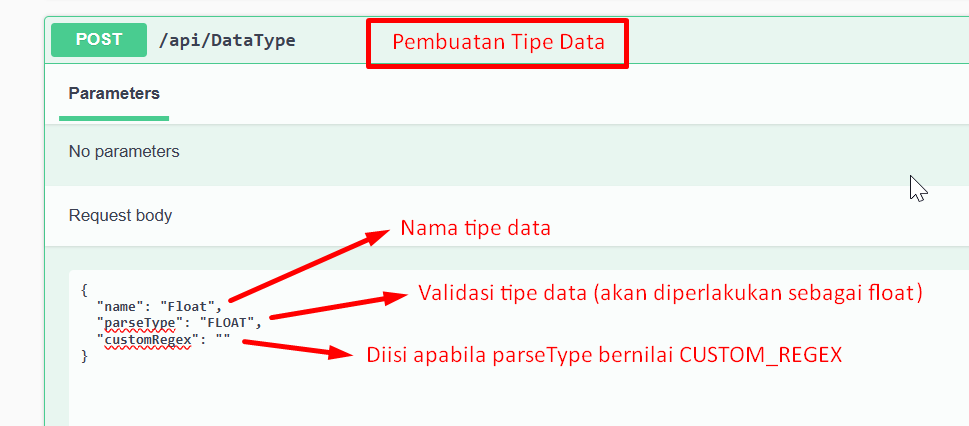 POST /api/DataType Pembuatan Tipe Data
Parameters
No parameters
Request body
Nama tipe data
{
"name": "Float",
Validasi tipe data (akan diperlakukan sebagai float)
"parseType": "FLOAT",
"customRegex": ""
Diisi apabila parseType bernilai CUSTOM_REGEX
}